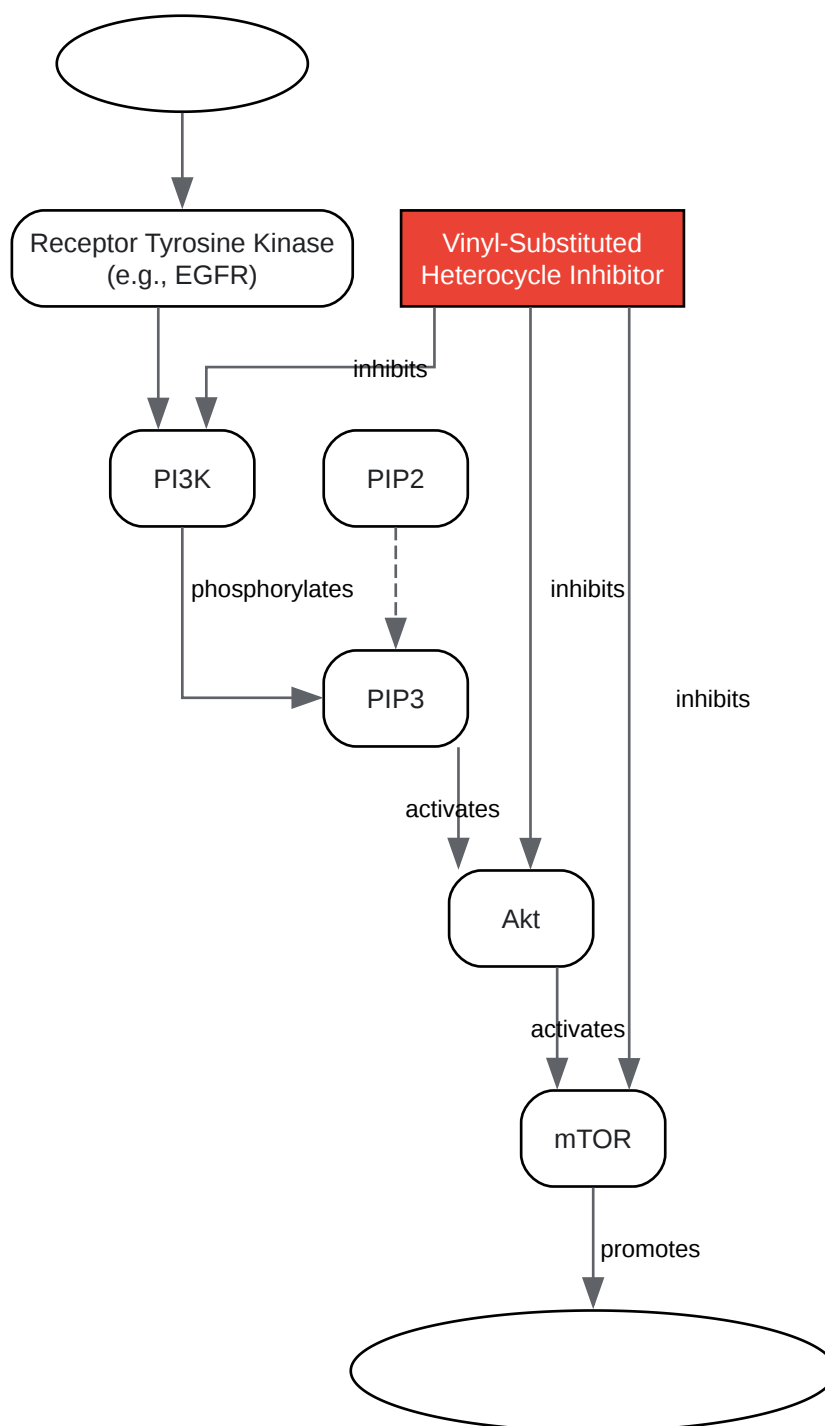 Receptor Tyrosine Kinase
(e.g., EGFR)
Vinyl-Substituted
Heterocycle Inhibitor
inhibits
PI3K
PIP2
phosphorylates
inhibits
PIP3
inhibits
activates
Akt
activates
mTOR
promotes